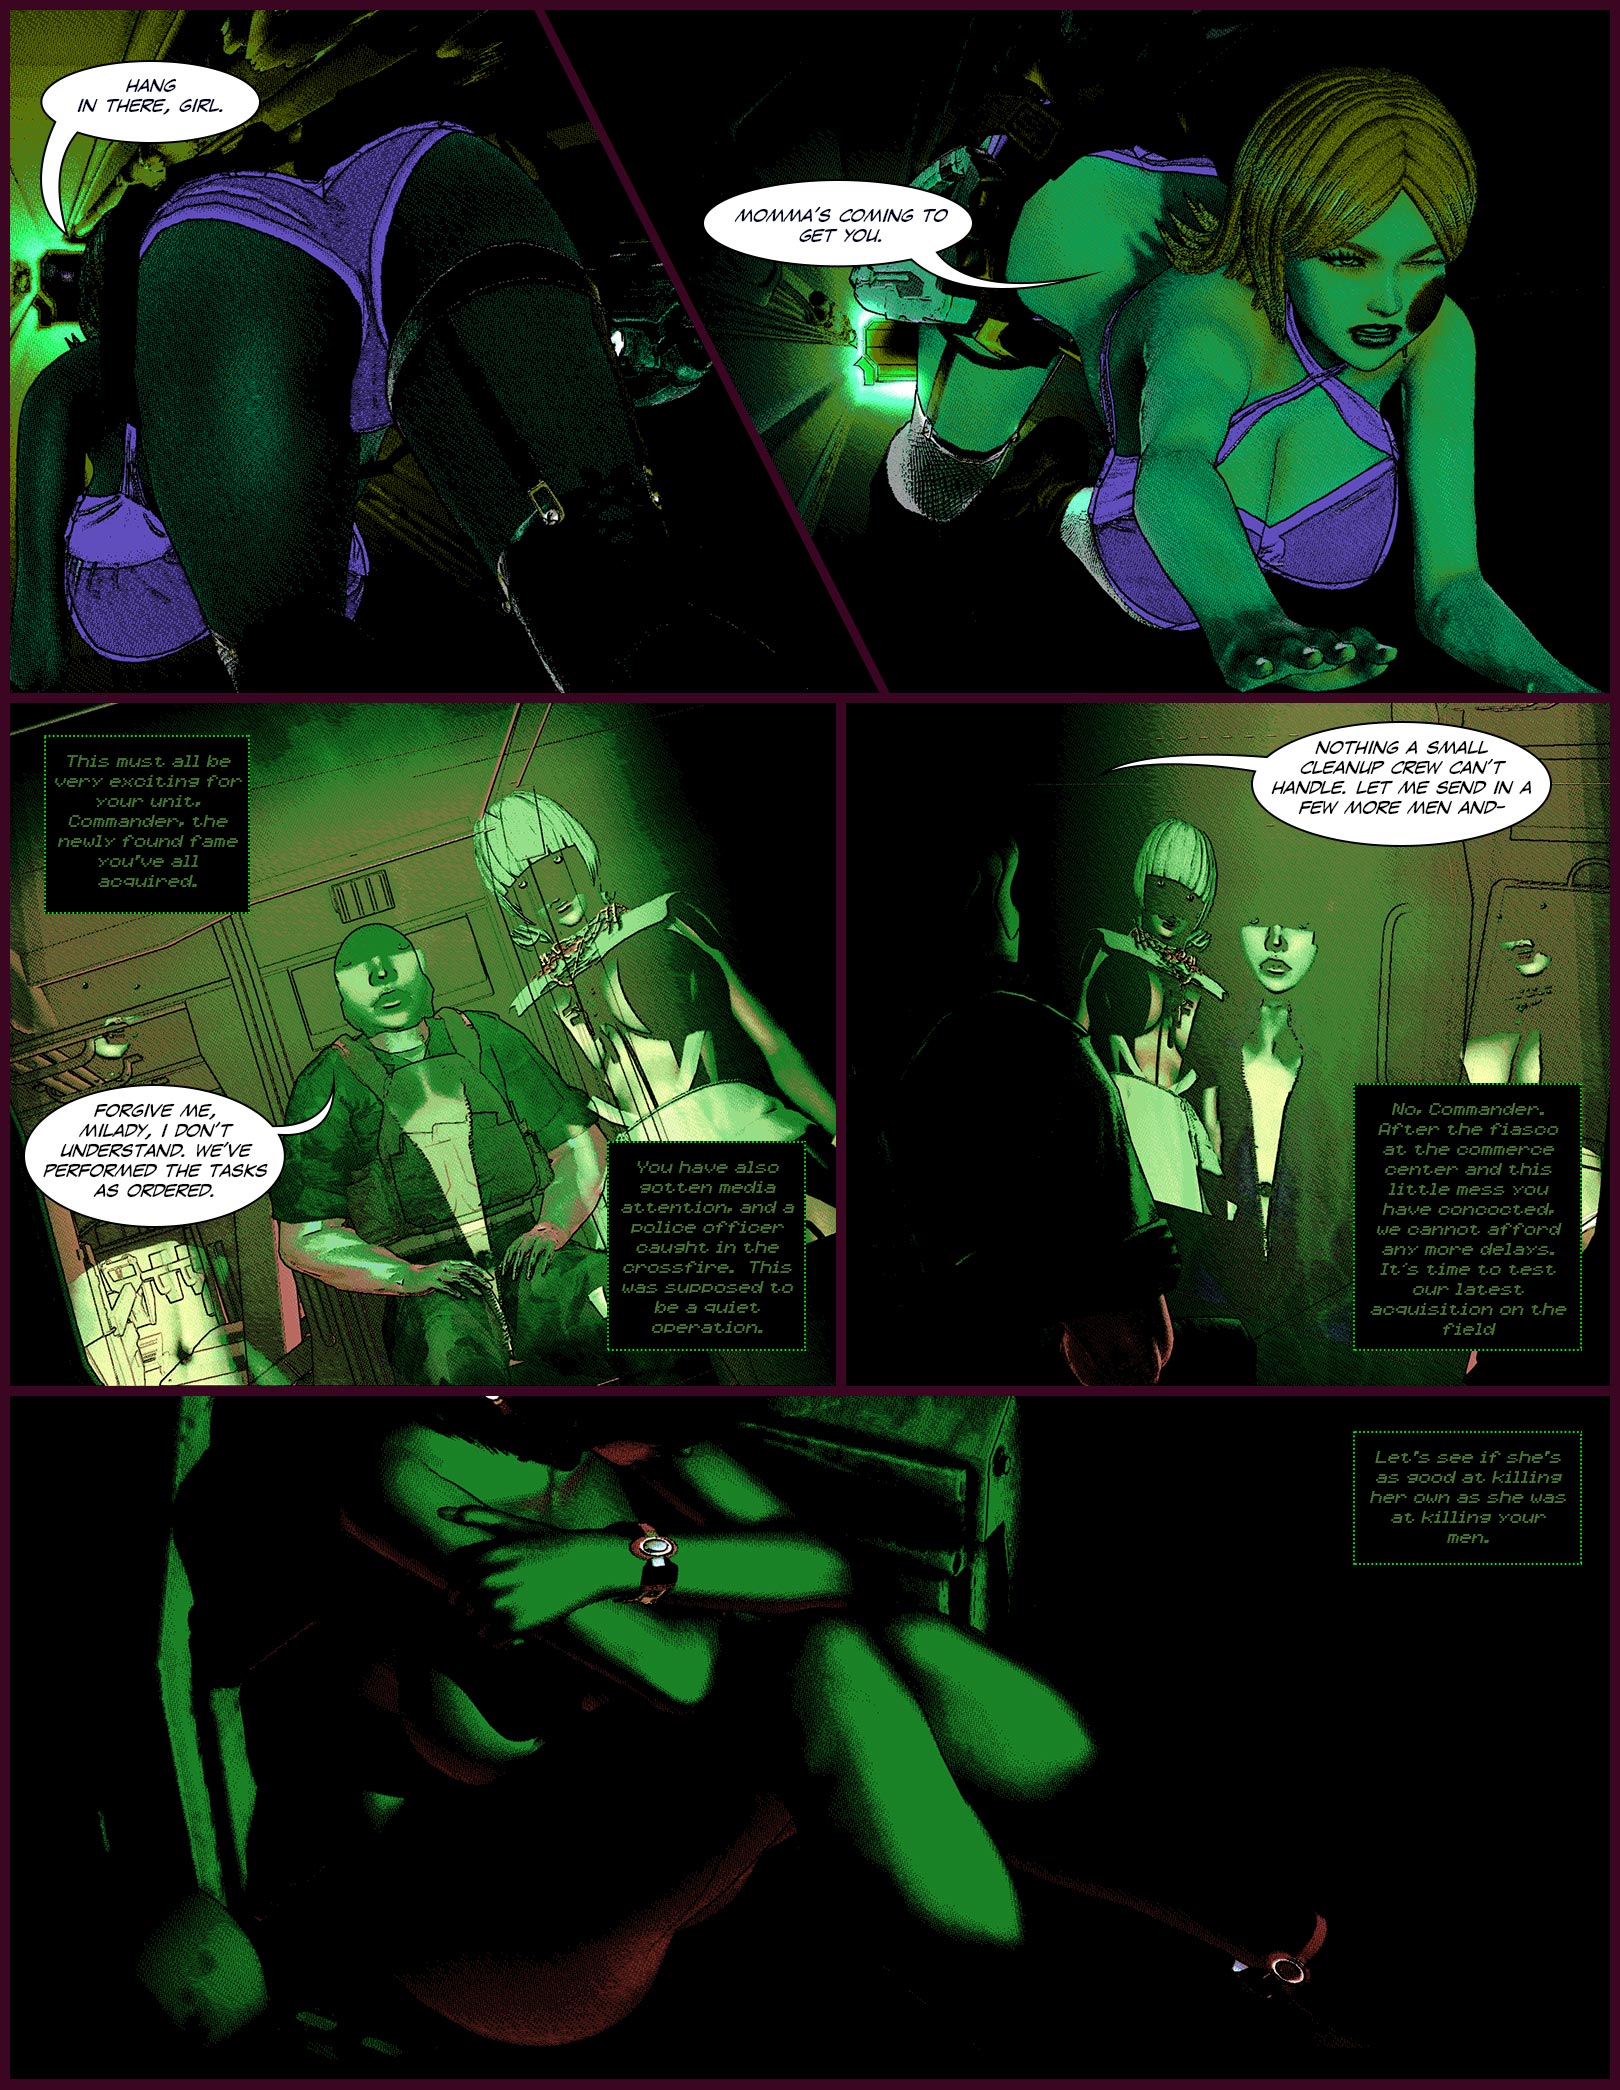 HANG
IN THERE, GIRL.
MOMMA'S COMING TO
GET YOU.
This must all be
very exciting for
your unit,
Commander, the
newly found fame
you've all
acquired.
FORGIVE ME,
MILADY, I DON'T
UNDERSTAND. WE'VE
PERFORMED THE TASKS
AS ORDERED.
You have also
gotten media
attention, and a
police officer
caught in the
crossfire. This
was supposed to
be a quiet
operation.
NOTHING A SMALL
CLEANUP CREW CAN'T
HANDLE. LET ME SEND IN A
FEW MORE MEN AND-
No, Commander.
After the fiasco
at the commerce
center and this
little mess you
have concocted,
we cannot afford
any more delays.
It's time to test
our latest
acquisition on the
field
Let's see if she's
as good at killing
her own as she was
at killing your
men.